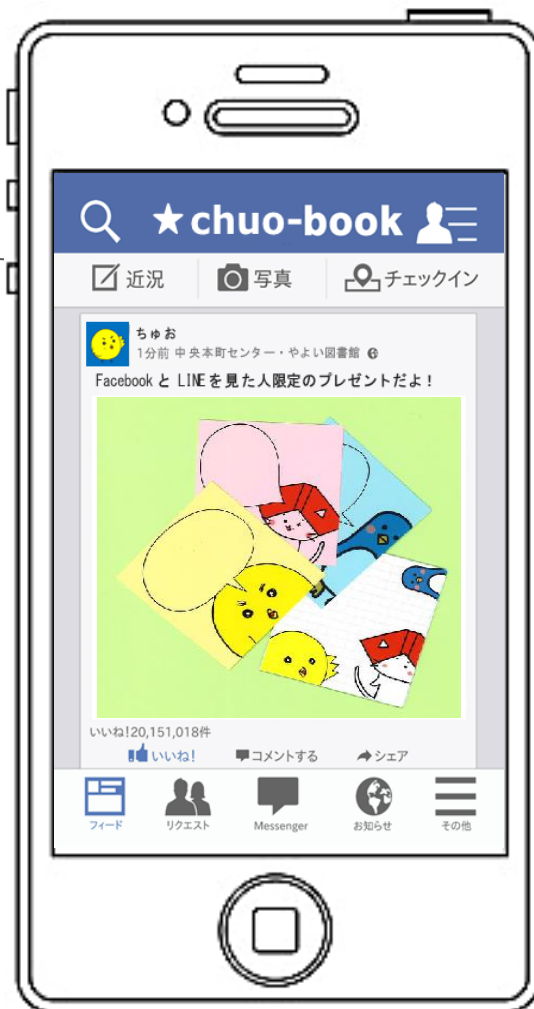 ★chuo-book
近況 写真 チェックイン
ちゅお
1分前 中央本町センター・やよい図書館
Facebook と LINE を見た人限定のプレゼントだよ!
いいね!20,151,018件
いいね! コメントする シェア
フィード リクエスト Messenger お知らせ その他